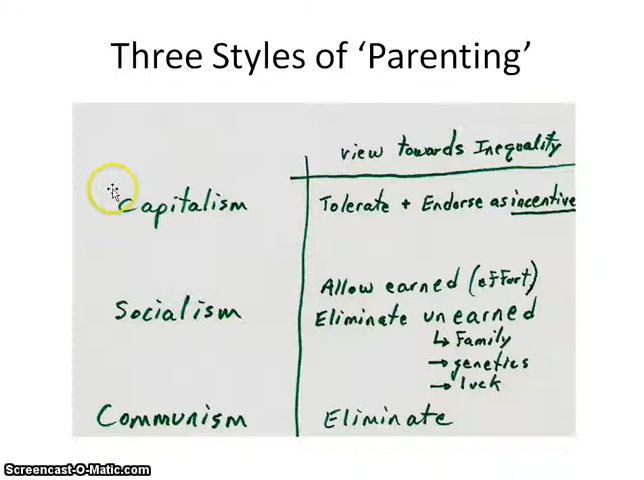 Three Styles of ‘Parenting’
view towards Inequality
Capitalism Tolerate + Endorse as incentive
Allow earned (effort)
Socialism Eliminate unearned
↳ Family
→ genetics
→ luck
Communism Eliminate
Screencast-O-Matic.com